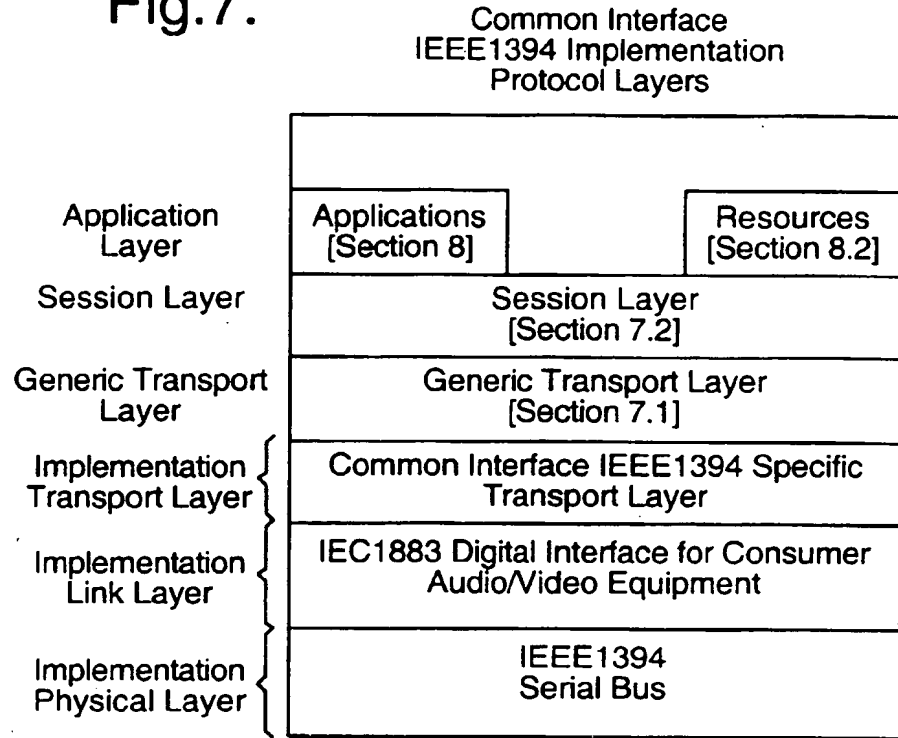 Fig.7.
Common Interface
IEEE1394 Implementation
Protocol Layers
Application
Layer
Applications
[Section 8]
Resources
[Section 8.2]
Session Layer
Session Layer
[Section 7.2]
Generic Transport
Layer
Generic Transport Layer
[Section 7.1]
Implementation
Transport Layer
Common Interface IEEE1394 Specific
Transport Layer
Implementation
Link Layer
IEC1883 Digital Interface for Consumer
Audio/Video Equipment
Implementation
Physical Layer
IEEE1394
Serial Bus